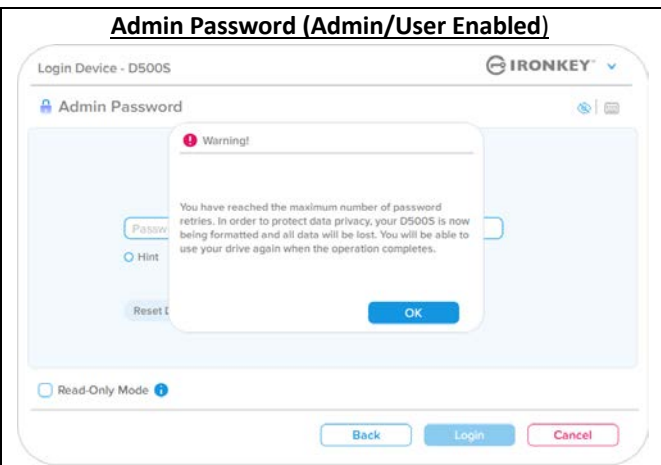 Admin Password (Admin/User Enabled)
Login Device - D500S
IRONKEY
Admin Password
Warning!
You have reached the maximum number of password
retries. In order to protect data privacy, your D500S is now
being formatted and all data will be lost. You will be able to
use your drive again when the operation completes.
Hint
Reset
OK
Read-Only Mode
Back Login Cancel